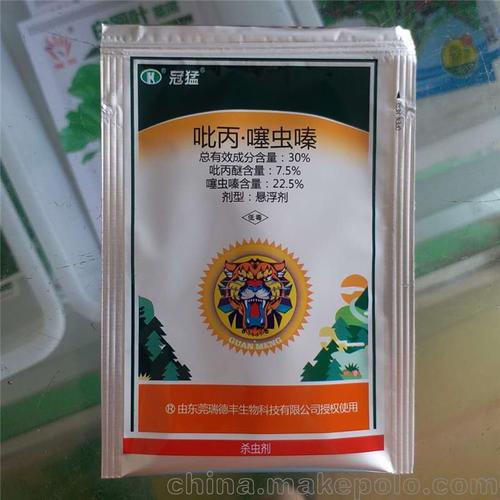 冠猛
吡丙·噻虫嗪
总有效成分含量：30%
吡丙醚含量：7.5%
噻虫嗪含量：22.5%
剂型：悬浮剂
低毒
GUAN MENG
由东莞瑞德丰生物科技有限公司授权使用
杀虫剂
china.makepolo.com